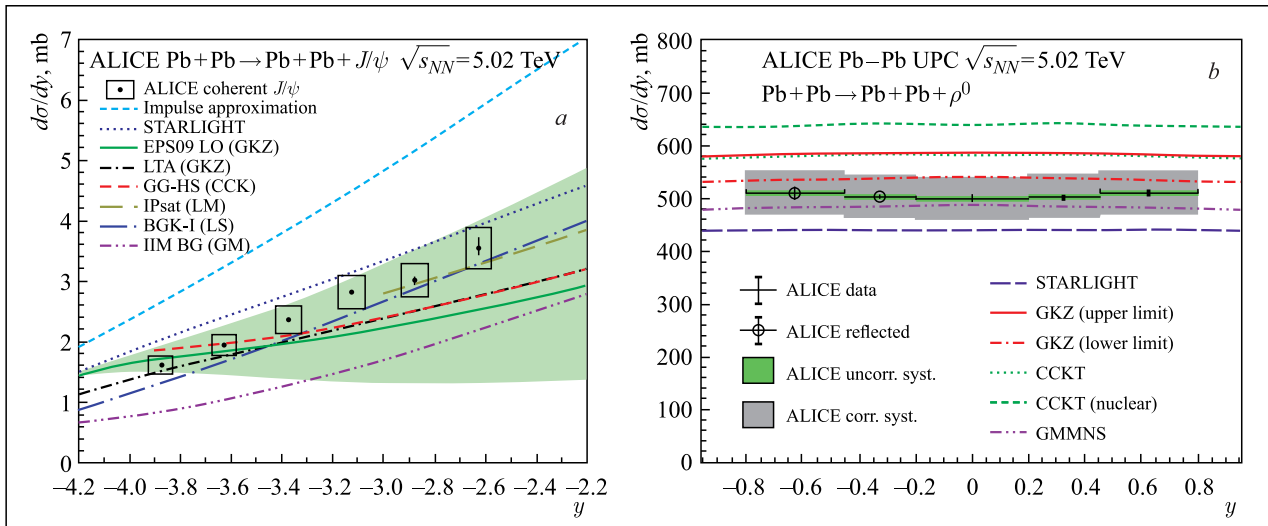 7
6
5
4
3
2
1
0
dσ/dy, mb
ALICE Pb+Pb→Pb+Pb+ J/ψ √sNN=5.02 TeV
a
ALICE coherent J/ψ
Impulse approximation
STARLIGHT
EPS09 LO (GKZ)
LTA (GKZ)
GG-HS (CCK)
IPsat (LM)
BGK-I (LS)
IIM BG (GM)
−4.2 −4.0 −3.8 −3.6 −3.4 −3.2 −3.0 −2.8 −2.6 −2.4 −2.2
y
800
700
600
500
400
300
200
100
0
dσ/dy, mb
ALICE Pb–Pb UPC √sNN=5.02 TeV
b
Pb+Pb→Pb+Pb+ρ⁰
ALICE data
ALICE reflected
ALICE uncorr. syst.
ALICE corr. syst.
STARLIGHT
GKZ (upper limit)
GKZ (lower limit)
CCKT
CCKT (nuclear)
GMMNS
−0.8 −0.6 −0.4 −0.2 0 0.2 0.4 0.6 0.8
y